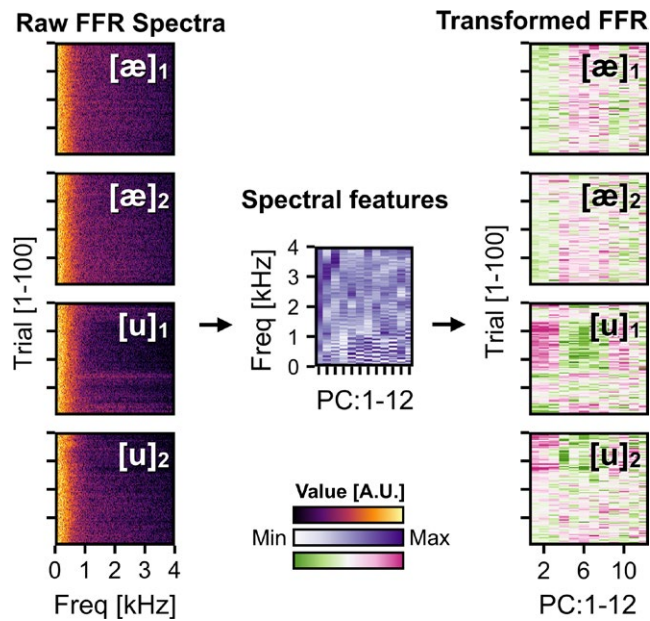 Raw FFR Spectra
[æ]1
[æ]2
[u]1
[u]2
Trial [1-100]
0 1 2 3 4
Freq [kHz]
Spectral features
4
3
2
1
0
Freq [kHz]
PC:1-12
Value [A.U.]
Min Max
Transformed FFR
[æ]1
[æ]2
[u]1
[u]2
Trial [1-100]
2 6 10
PC:1-12